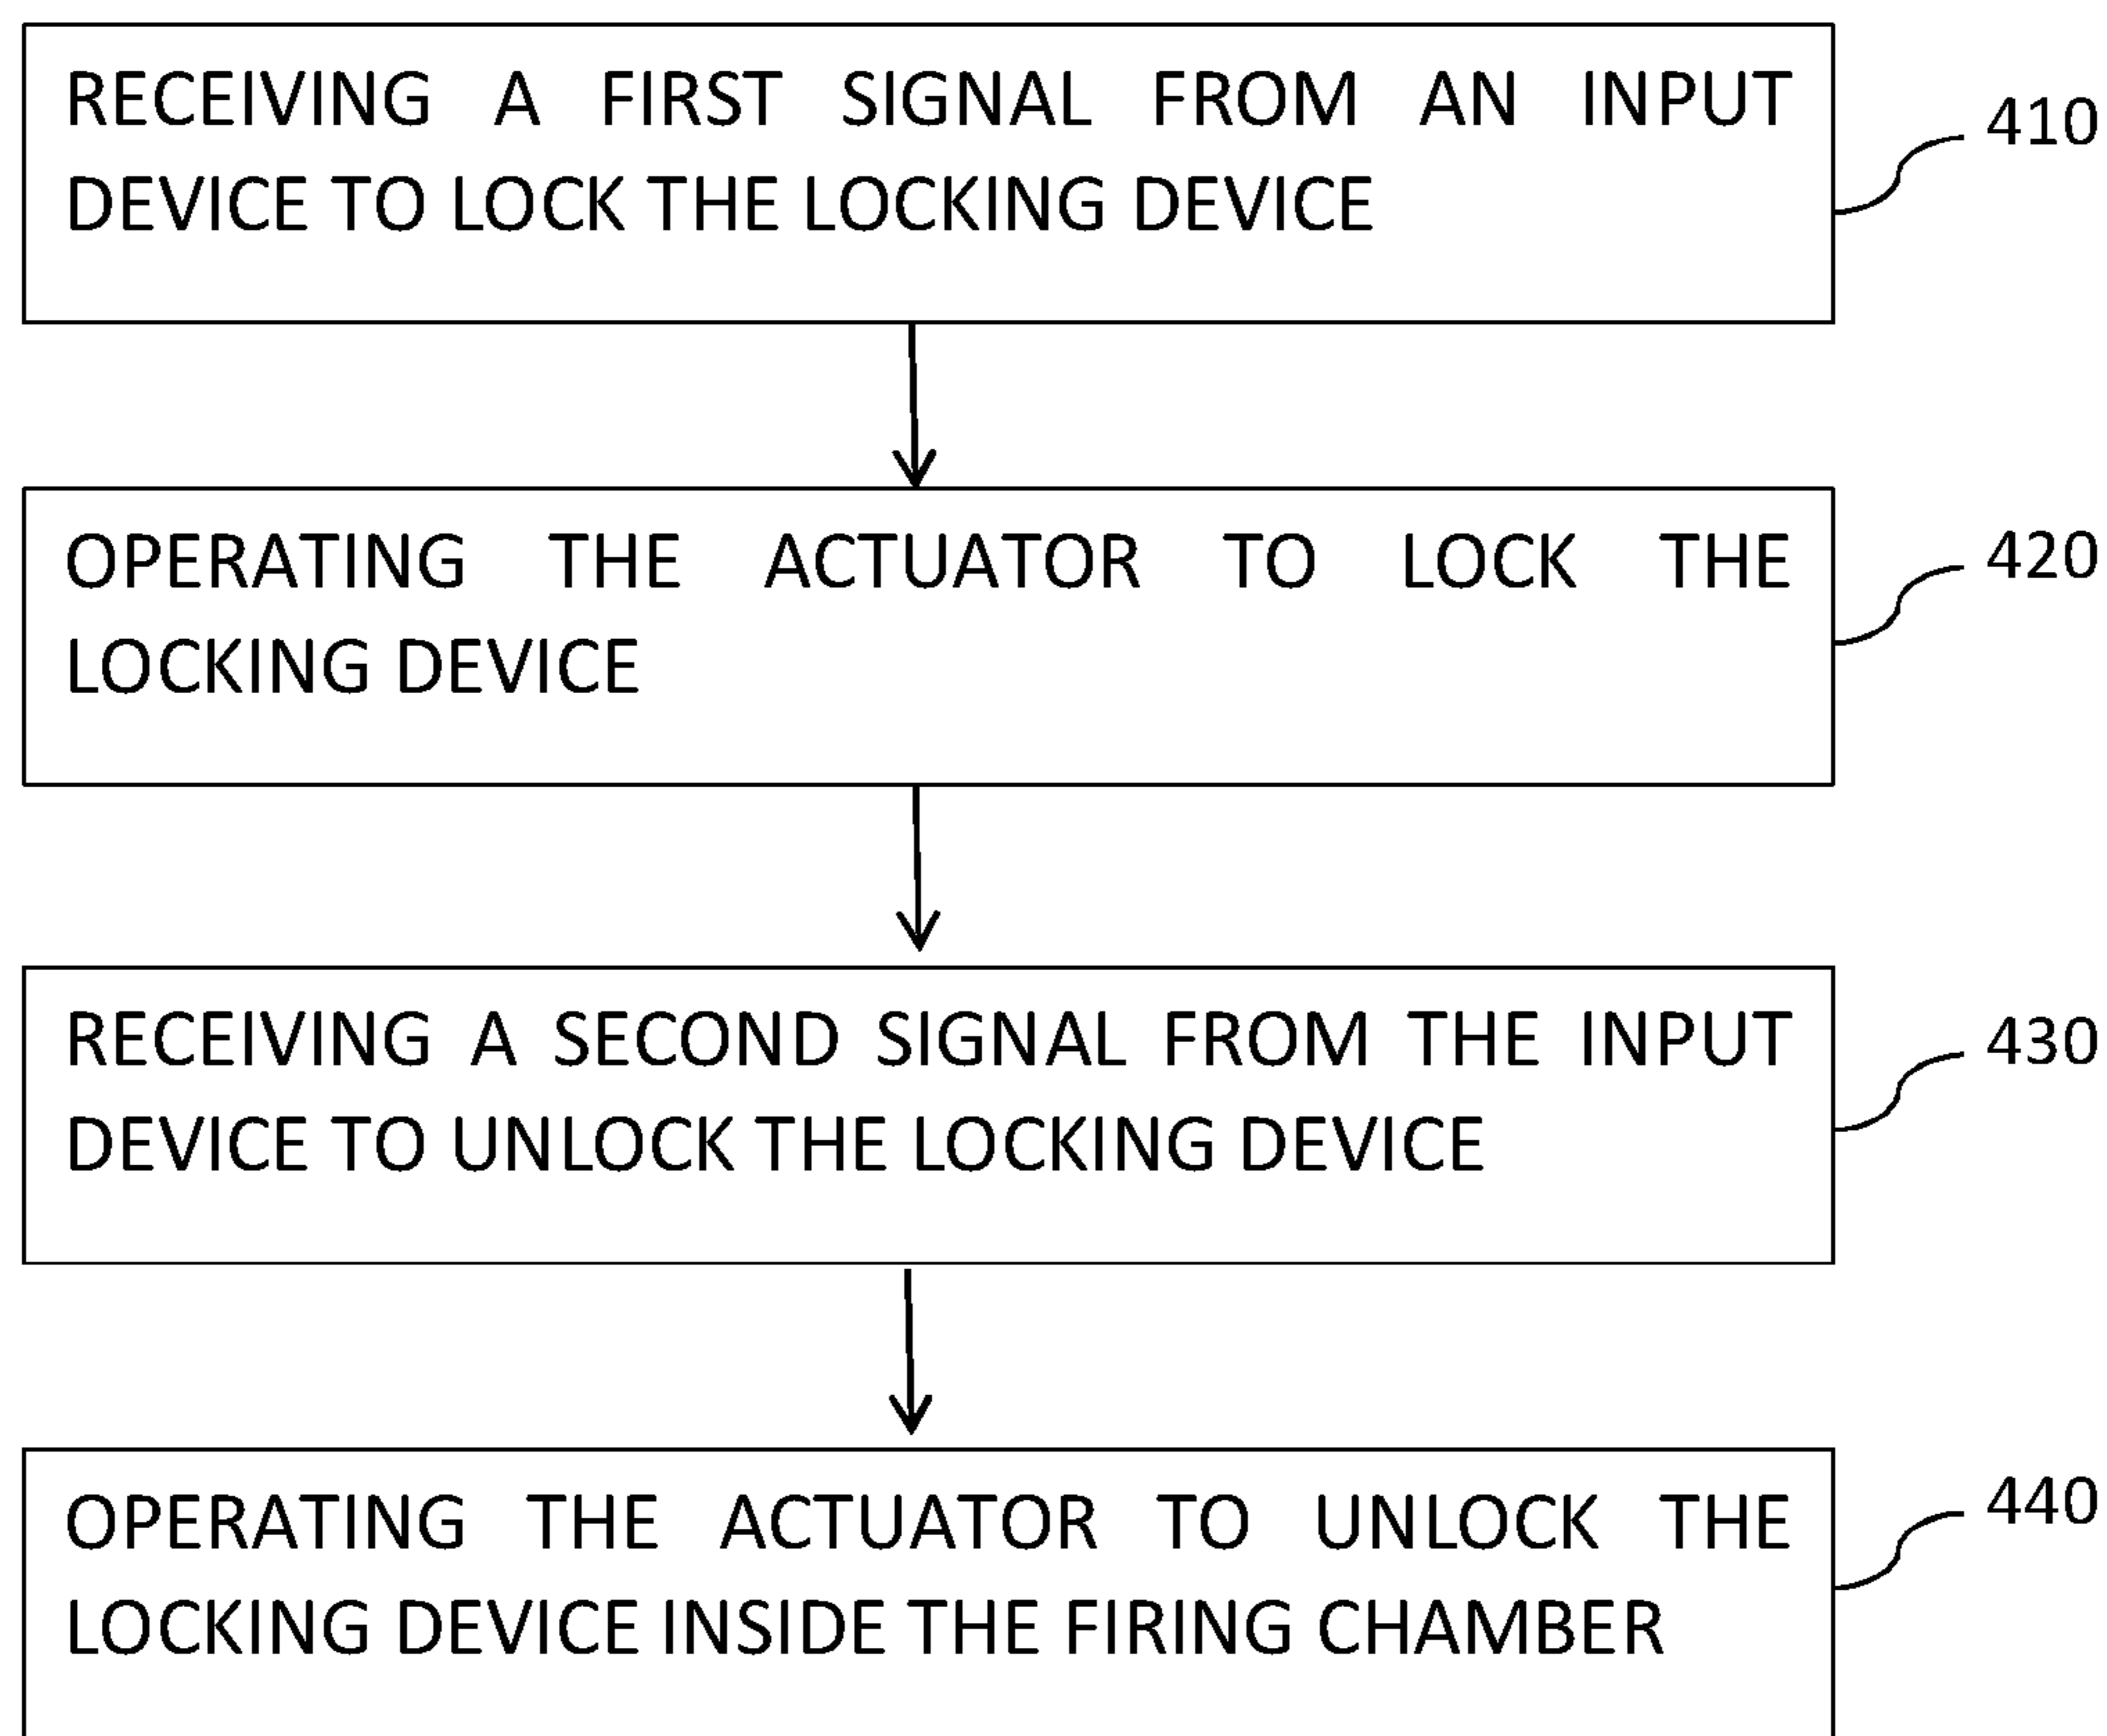 RECEIVING A FIRST SIGNAL FROM AN INPUT
DEVICE TO LOCK THE LOCKING DEVICE
410
OPERATING THE ACTUATOR TO LOCK THE
LOCKING DEVICE
420
RECEIVING A SECOND SIGNAL FROM THE INPUT
DEVICE TO UNLOCK THE LOCKING DEVICE
430
OPERATING THE ACTUATOR TO UNLOCK THE
LOCKING DEVICE INSIDE THE FIRING CHAMBER
440